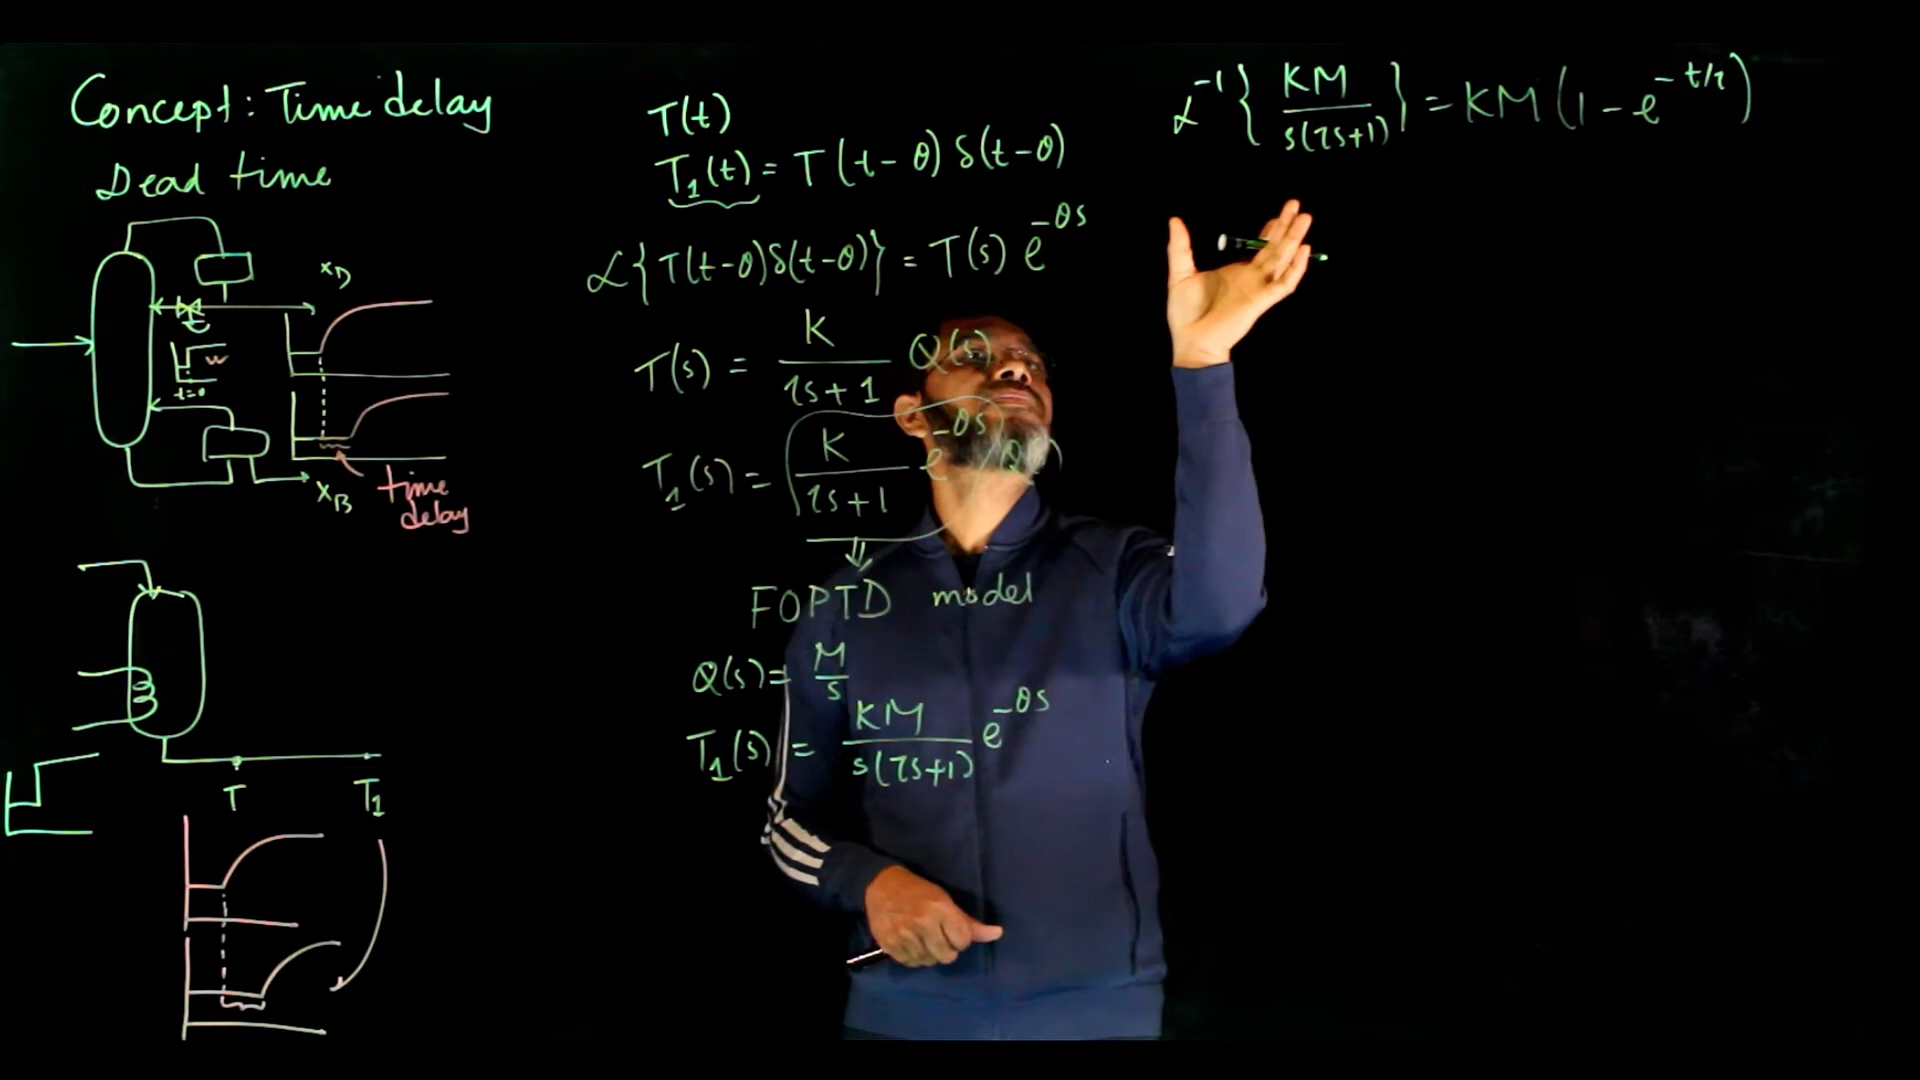 Concept: Time delay
Dead time
x_D
w
t=0
x_B
time
delay
T
T_1
T(t)
T_1(t) = T(t-θ) δ(t-θ)
ℒ{T(t-θ)δ(t-θ)} = T(s) e^{-θs}
T(s) = K/(τs+1) Q(s)
T_1(s) = K/(τs+1) e^{-θs} Q( )
⇓
FOPTD model
Q(s) = M/s
T_1(s) = KM/(s(τs+1)) e^{-θs}
ℒ^{-1}{KM/(s(τs+1))} = KM(1-e^{-t/τ})